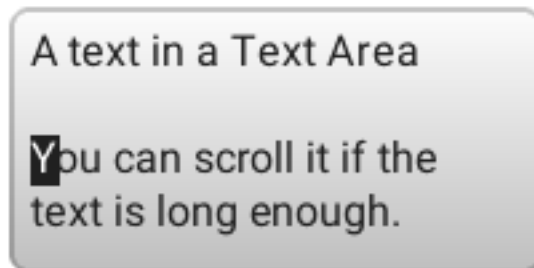 A text in a Text Area
You can scroll it if the
text is long enough.